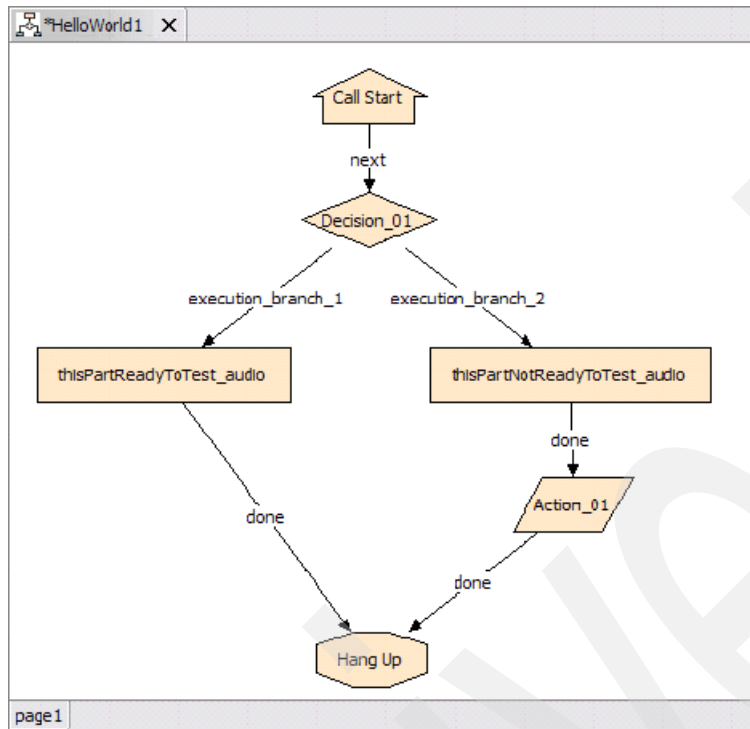 *HelloWorld1 X
Call Start
next
Decision_01
execution_branch_1 execution_branch_2
thisPartReadyToTest_audio thisPartNotReadyToTest_audio
done
Action_01
done
done
Hang Up
page1